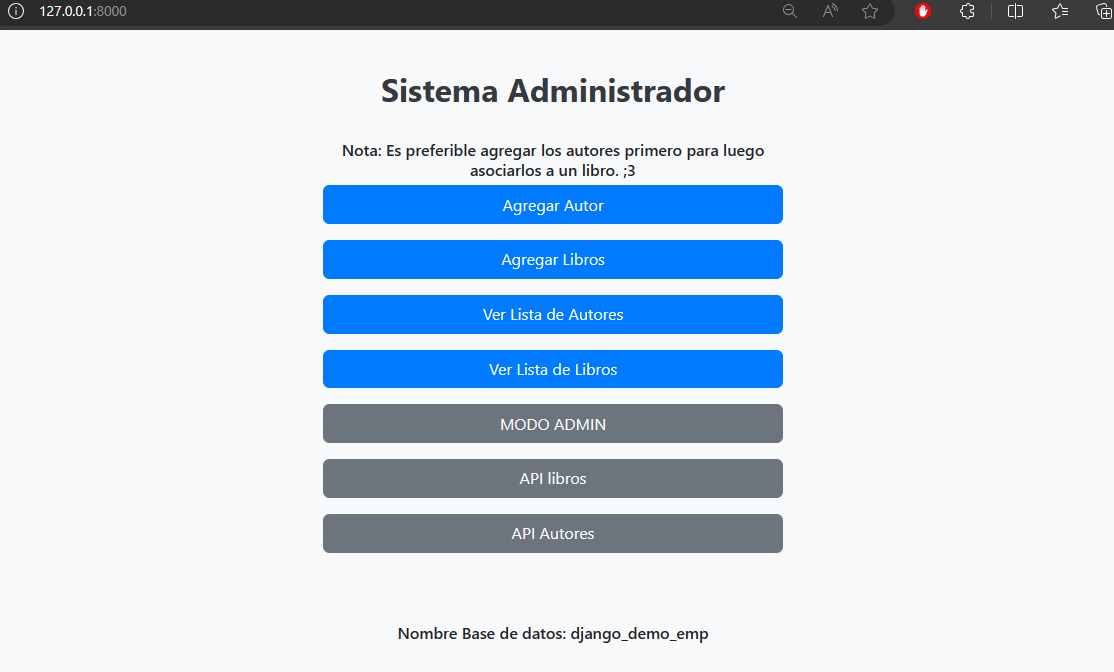 127.0.0.1:8000
Sistema Administrador
Nota: Es preferible agregar los autores primero para luego
asociarlos a un libro. ;3
Agregar Autor
Agregar Libros
Ver Lista de Autores
Ver Lista de Libros
MODO ADMIN
API libros
API Autores
Nombre Base de datos: django_demo_emp